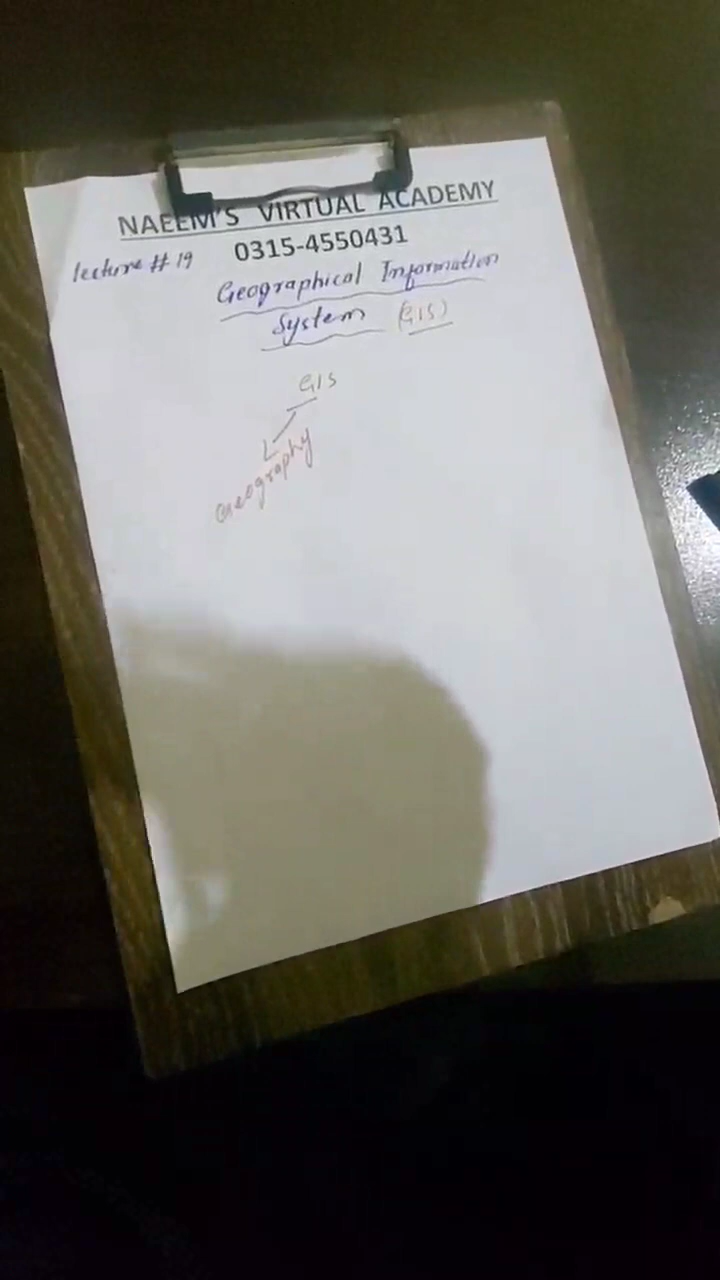 NAEEM'S VIRTUAL ACADEMY
0315-4550431
lecture # 19
Geographical Information
System (GIS)
GIS
Geography